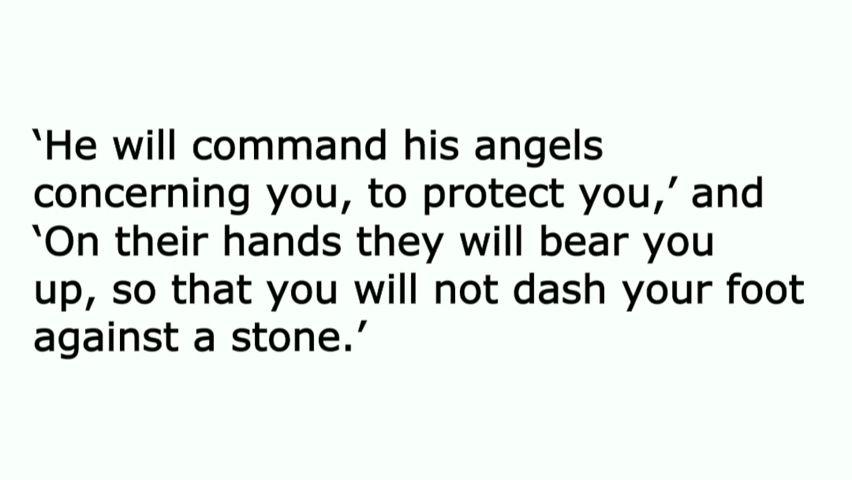 ‘He will command his angels
concerning you, to protect you,’ and
‘On their hands they will bear you
up, so that you will not dash your foot
against a stone.’